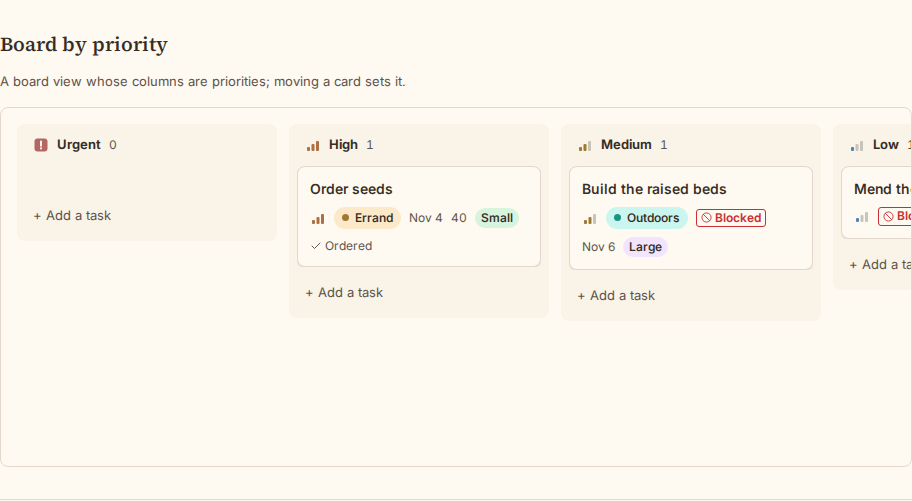 Board by priority
A board view whose columns are priorities; moving a card sets it.
Urgent 0
+ Add a task
High 1
Order seeds
Errand Nov 4 40 Small
Ordered
+ Add a task
Medium 1
Build the raised beds
Outdoors Blocked
Nov 6 Large
+ Add a task
Low
Mend
+ Add a